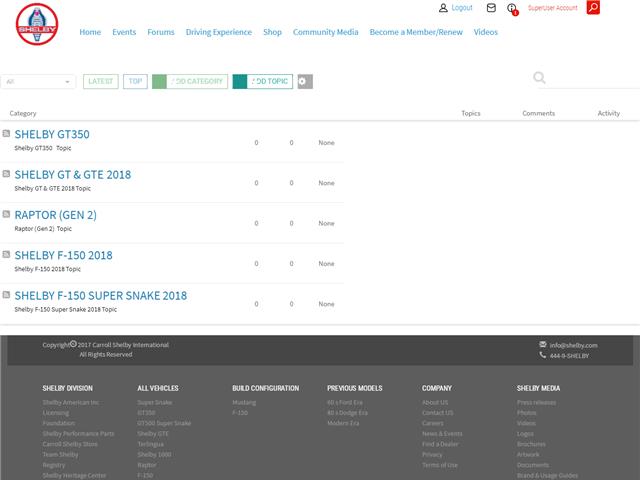 SHELBY
Logout
1
SuperUser Account
Home Events Forums Driving Experience Shop Community Media Become a Member/Renew Videos
All
LATEST TOP ADD CATEGORY ADD TOPIC
Category Topics Comments Activity
SHELBY GT350
Shelby GT350 Topic
0 0 None
SHELBY GT & GTE 2018
Shelby GT & GTE 2018 Topic
0 0 None
RAPTOR (GEN 2)
Raptor (Gen 2) Topic
0 0 None
SHELBY F-150 2018
Shelby F-150 2018 Topic
0 0 None
SHELBY F-150 SUPER SNAKE 2018
Shelby F-150 Super Snake 2018 Topic
0 0 None
Copyright© 2017 Carroll Shelby International
All Rights Reserved
info@shelby.com
444-9-SHELBY
SHELBY DIVISION
Shelby American Inc
Licensing
Foundation
Shelby Performance Parts
Carroll Shelby Store
Team Shelby
Registry
Shelby Heritage Center
ALL VEHICLES
Super Snake
GT350
GT500 Super Snake
Shelby GTE
Terlingua
Shelby 1000
Raptor
F-150
BUILD CONFIGURATION
Mustang
F-150
PREVIOUS MODELS
60 s Ford Era
80 s Dodge Era
Modern Era
COMPANY
About US
Contact US
Careers
News & Events
Find a Dealer
Privacy
Terms of Use
SHELBY MEDIA
Press releases
Photos
Videos
Logos
Brochures
Artwork
Documents
Brand & Usage Guides